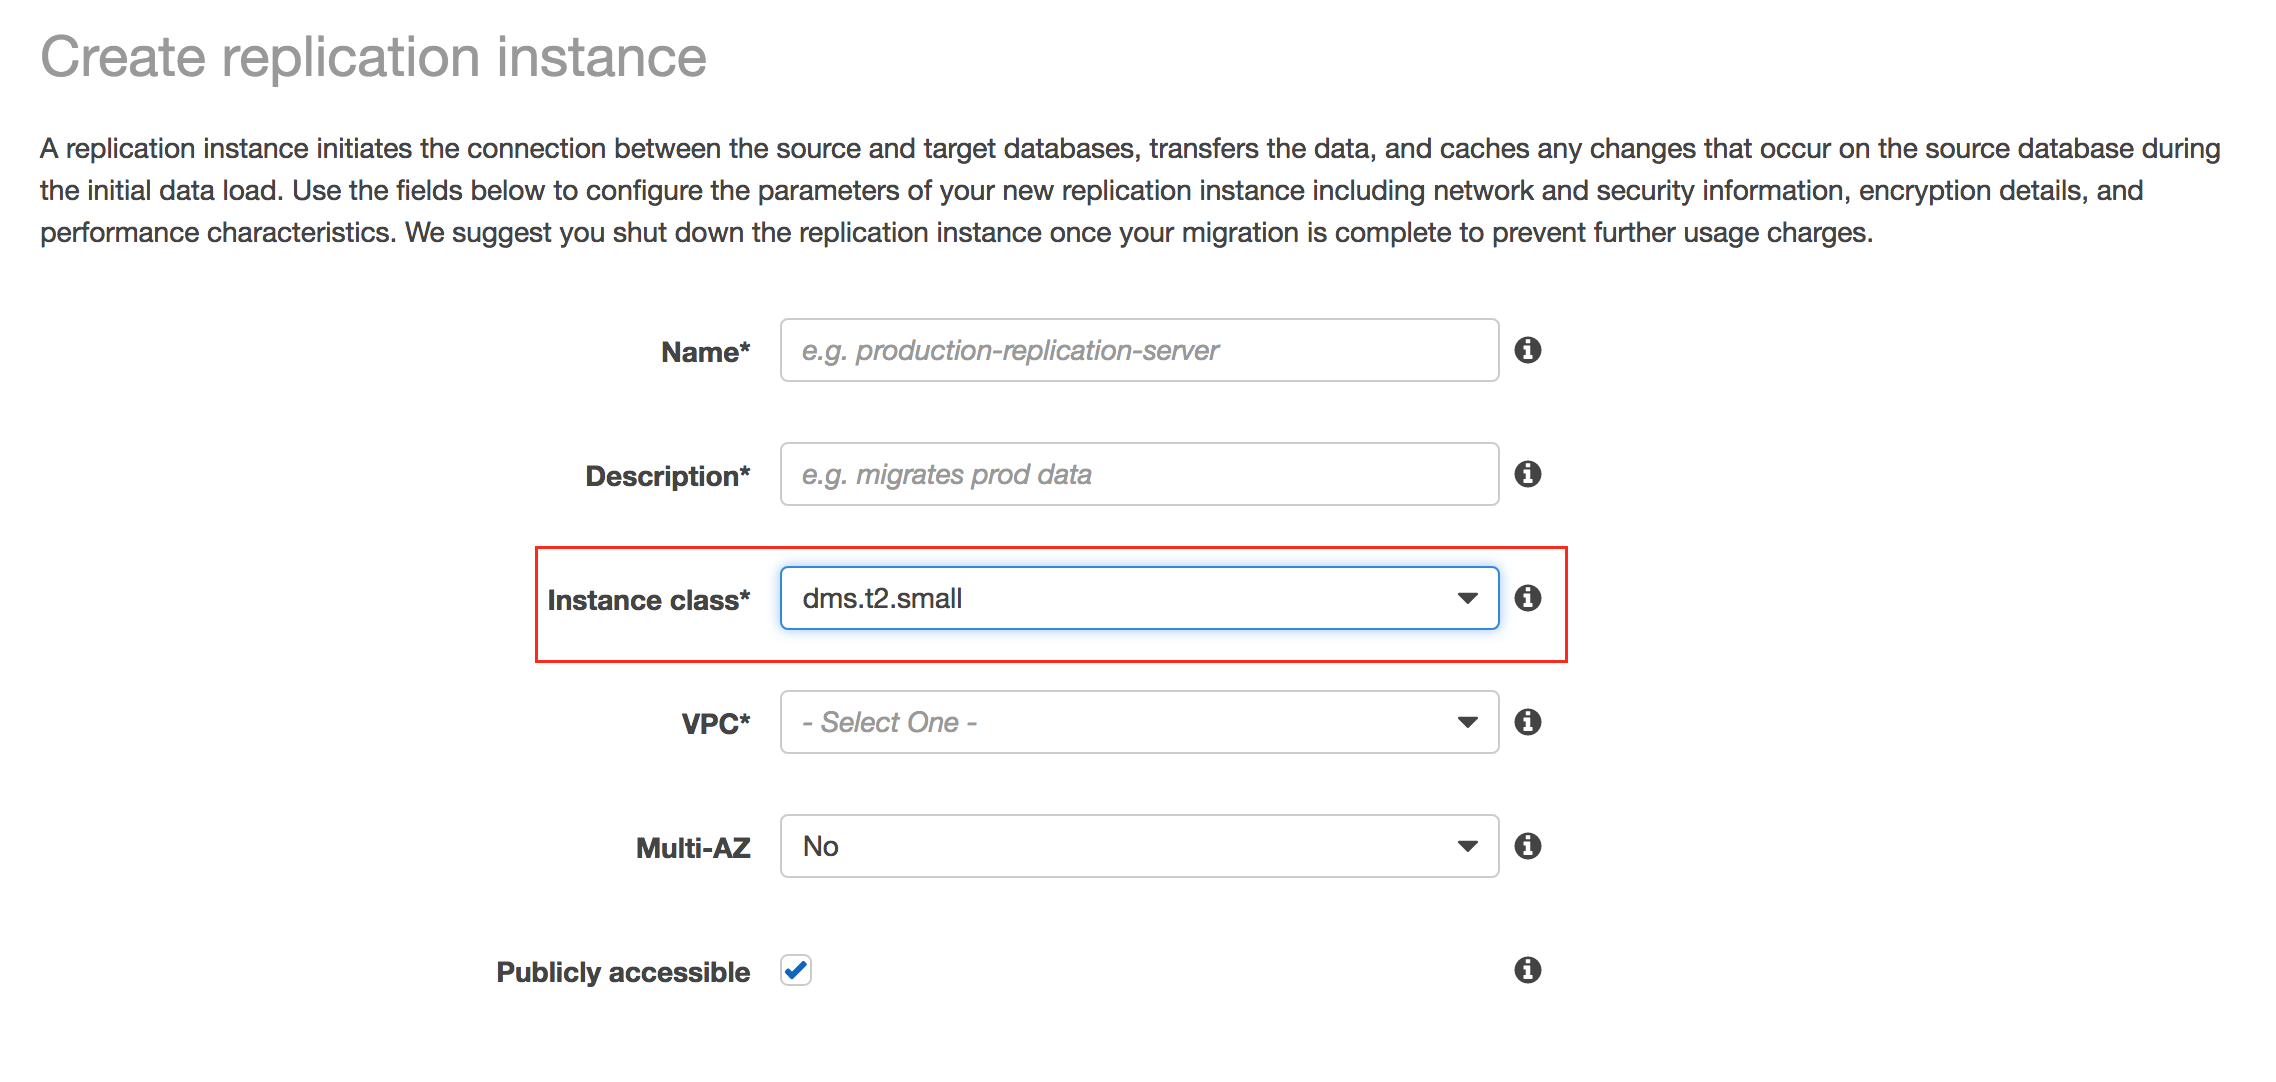 Create replication instance
A replication instance initiates the connection between the source and target databases, transfers the data, and caches any changes that occur on the source database during
the initial data load. Use the fields below to configure the parameters of your new replication instance including network and security information, encryption details, and
performance characteristics. We suggest you shut down the replication instance once your migration is complete to prevent further usage charges.
Name* e.g. production-replication-server
Description* e.g. migrates prod data
Instance class* dms.t2.small
VPC* - Select One -
Multi-AZ No
Publicly accessible